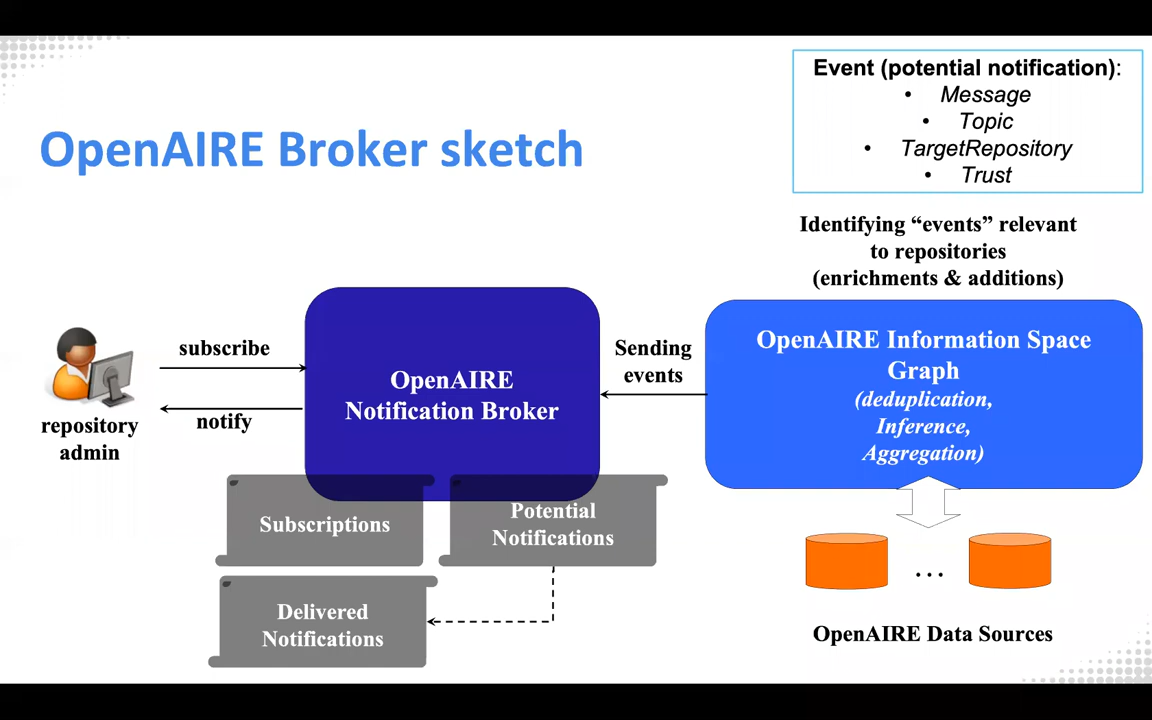 Event (potential notification):
• Message
• Topic
• TargetRepository
• Trust
OpenAIRE Broker sketch
Identifying “events” relevant
to repositories
(enrichments & additions)
subscribe
notify
repository
admin
OpenAIRE
Notification Broker
Sending
events
OpenAIRE Information Space
Graph
(deduplication,
Inference,
Aggregation)
Subscriptions
Potential
Notifications
Delivered
Notifications
...
OpenAIRE Data Sources